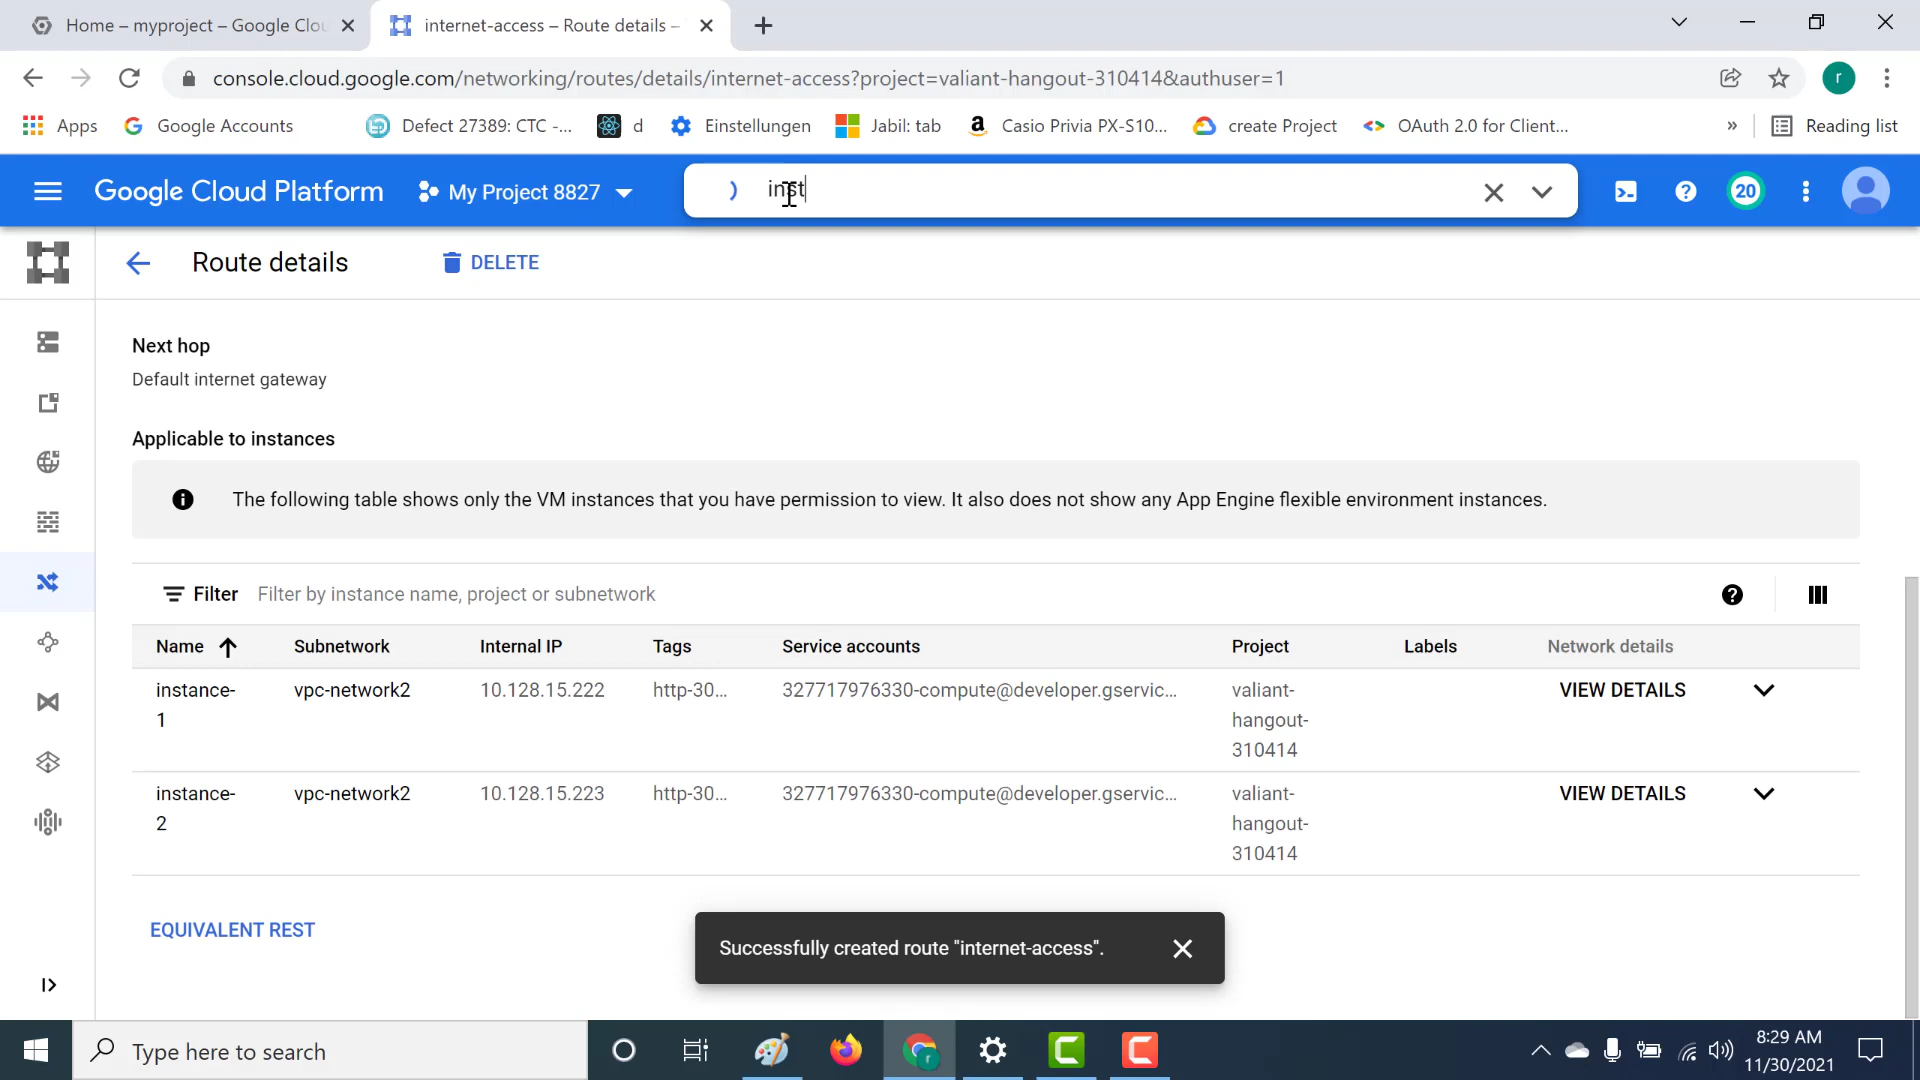 Home – myproject – Google Clou
internet-access – Route details –
console.cloud.google.com/networking/routes/details/internet-access?project=valiant-hangout-310414&authuser=1
r
Apps
Google Accounts
Defect 27389: CTC -...
d
Einstellungen
Jabil: tab
Casio Privia PX-S10...
create Project
OAuth 2.0 for Client...
»
Reading list
Google Cloud Platform
My Project 8827
inst
20
Route details
DELETE
Next hop
Default internet gateway
Applicable to instances
The following table shows only the VM instances that you have permission to view. It also does not show any App Engine flexible environment instances.
Filter
Filter by instance name, project or subnetwork
Name Subnetwork Internal IP Tags Service accounts Project Labels Network details
instance-1 vpc-network2 10.128.15.222 http-30... 327717976330-compute@developer.gservic... valiant-hangout-310414 VIEW DETAILS
instance-2 vpc-network2 10.128.15.223 http-30... 327717976330-compute@developer.gservic... valiant-hangout-310414 VIEW DETAILS
EQUIVALENT REST
Successfully created route "internet-access".
Type here to search
8:29 AM
11/30/2021